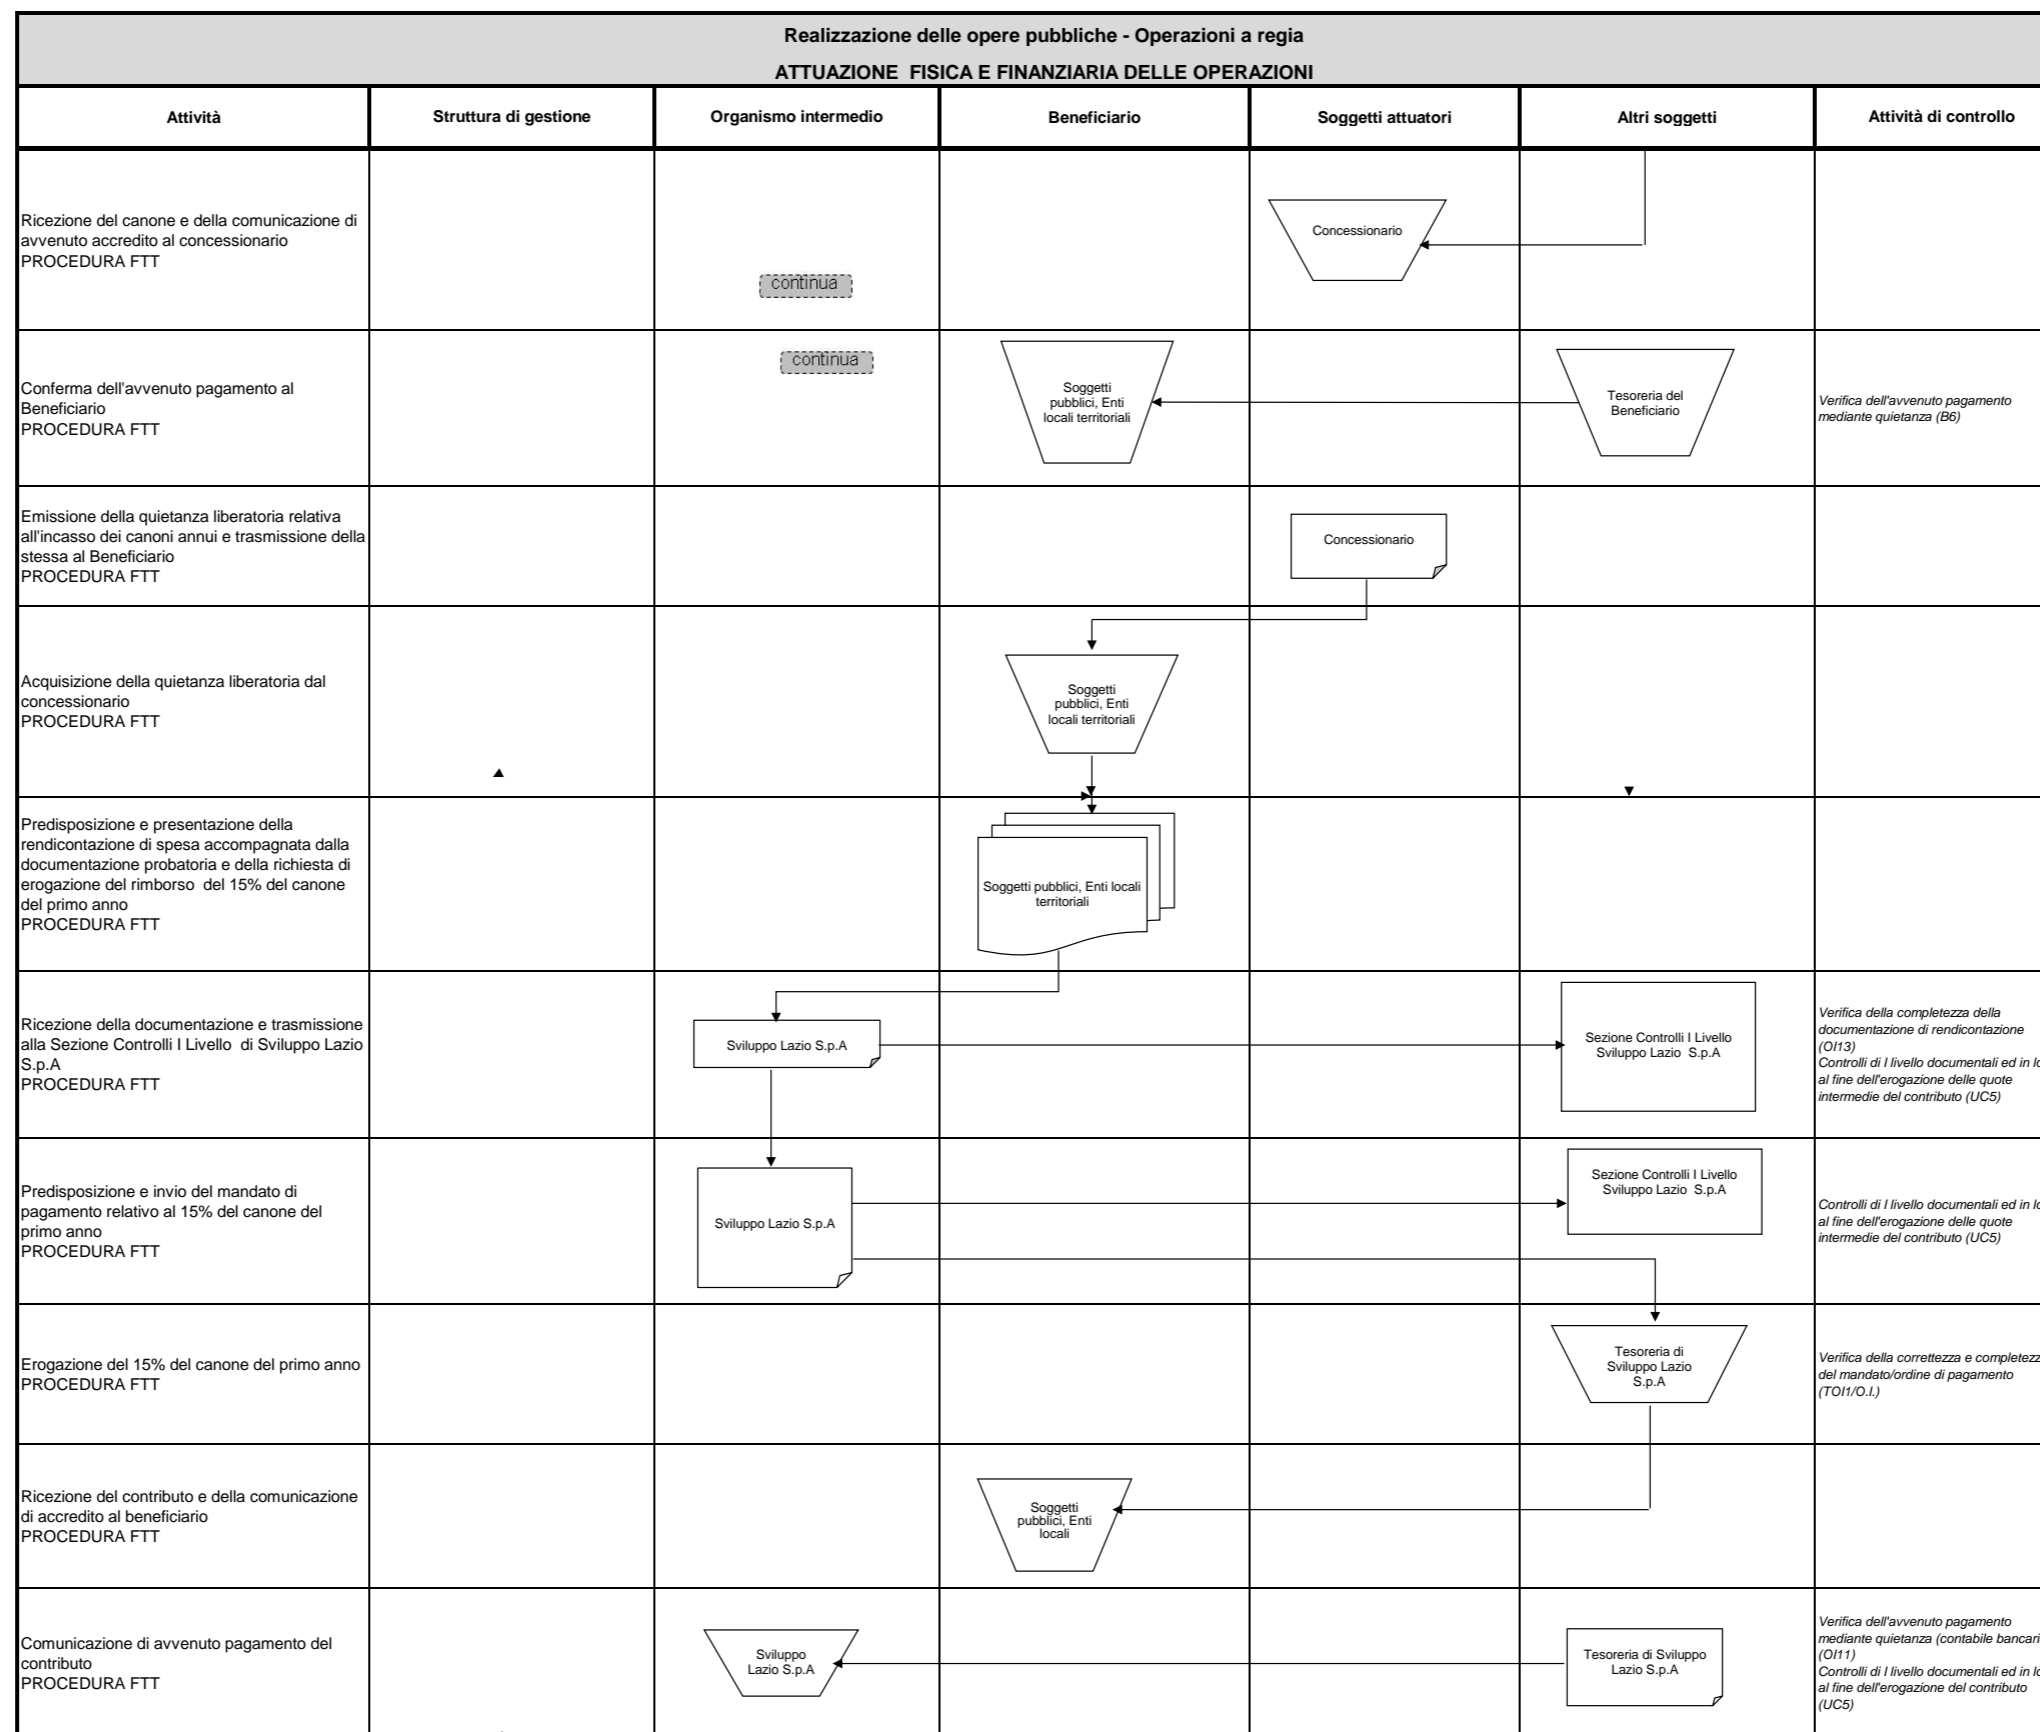 Realizzazione delle opere pubbliche - Operazioni a regia
ATTUAZIONE FISICA E FINANZIARIA DELLE OPERAZIONI
Attività
Struttura di gestione
Organismo intermedio
Beneficiario
Soggetti attuatori
Altri soggetti
Attività di controllo
Ricezione del canone e della comunicazione di
avvenuto accredito al concessionario
PROCEDURA FTT
continua
Concessionario
Conferma dell'avvenuto pagamento al
Beneficiario
PROCEDURA FTT
continua
Soggetti
pubblici, Enti
locali territoriali
Tesoreria del
Beneficiario
Verifica dell'avvenuto pagamento
mediante quietanza (B6)
Emissione della quietanza liberatoria relativa
all'incasso dei canoni annui e trasmissione della
stessa al Beneficiario
PROCEDURA FTT
Concessionario
Acquisizione della quietanza liberatoria dal
concessionario
PROCEDURA FTT
Soggetti
pubblici, Enti
locali territoriali
Predisposizione e presentazione della
rendicontazione di spesa accompagnata dalla
documentazione probatoria e della richiesta di
erogazione del rimborso del 15% del canone
del primo anno
PROCEDURA FTT
Soggetti pubblici, Enti locali
territoriali
Ricezione della documentazione e trasmissione
alla Sezione Controlli I Livello di Sviluppo Lazio
S.p.A
PROCEDURA FTT
Sviluppo Lazio S.p.A
Sezione Controlli I Livello
Sviluppo Lazio S.p.A
Verifica della completezza della
documentazione di rendicontazione
(OI13)
Controlli di I livello documentali ed in
al fine dell'erogazione delle quote
intermedie del contributo (UC5)
Predisposizione e invio del mandato di
pagamento relativo al 15% del canone del
primo anno
PROCEDURA FTT
Sviluppo Lazio S.p.A
Sezione Controlli I Livello
Sviluppo Lazio S.p.A
Controlli di I livello documentali ed in
al fine dell'erogazione delle quote
intermedie del contributo (UC5)
Erogazione del 15% del canone del primo anno
PROCEDURA FTT
Tesoreria di
Sviluppo Lazio
S.p.A
Verifica della correttezza e
del mandato/ordine di pagamento
(TOI1/O.I.)
Ricezione del contributo e della comunicazione
di accredito al beneficiario
PROCEDURA FTT
Soggetti
pubblici, Enti
locali
Comunicazione di avvenuto pagamento del
contributo
PROCEDURA FTT
Sviluppo
Lazio S.p.A
Tesoreria di Sviluppo
Lazio S.p.A
Verifica dell'avvenuto pagamento
mediante quietanza (contabile
(OI11)
Controlli di I livello documentali ed in
al fine dell'erogazione del contributo
(UC5)